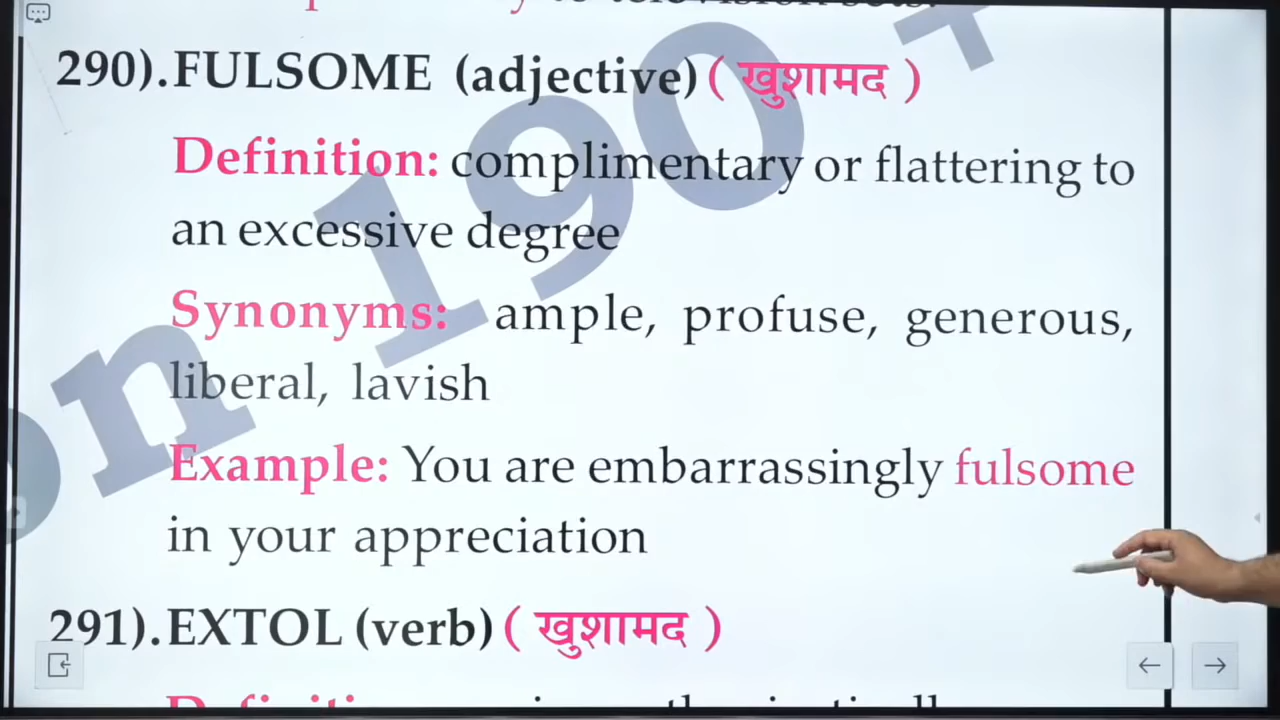 290).FULSOME (adjective) ( खुशामद )
Definition: complimentary or flattering to
an excessive degree
Synonyms: ample, profuse, generous,
liberal, lavish
Example: You are embarrassingly fulsome
in your appreciation
291).EXTOL (verb) ( खुशामद )
190+